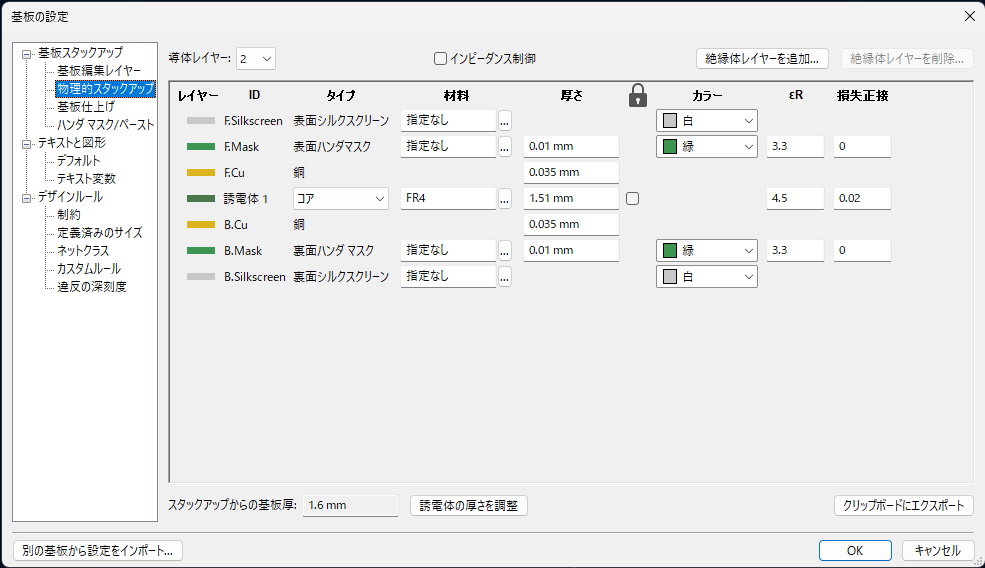 基板の設定
基板スタックアップ
基板編集レイヤー
物理的スタックアップ
基板仕上げ
ハンダ マスク/ペースト
テキストと図形
デフォルト
テキスト変数
デザインルール
制約
定義済みのサイズ
ネットクラス
カスタムルール
違反の深刻度
導体レイヤー: 2 インピーダンス制御 絶縁体レイヤーを追加... 絶縁体レイヤーを削除...
レイヤー ID タイプ 材料 厚さ カラー εR 損失正接
F.Silkscreen 表面シルクスクリーン 指定なし ... 白
F.Mask 表面ハンダマスク 指定なし ... 0.01 mm 緑 3.3 0
F.Cu 銅 0.035 mm
誘電体 1 コア FR4 ... 1.51 mm 4.5 0.02
B.Cu 銅 0.035 mm
B.Mask 裏面ハンダ マスク 指定なし ... 0.01 mm 緑 3.3 0
B.Silkscreen 裏面シルクスクリーン 指定なし ... 白
スタックアップからの基板厚: 1.6 mm 誘電体の厚さを調整 クリップボードにエクスポート
別の基板から設定をインポート... OK キャンセル